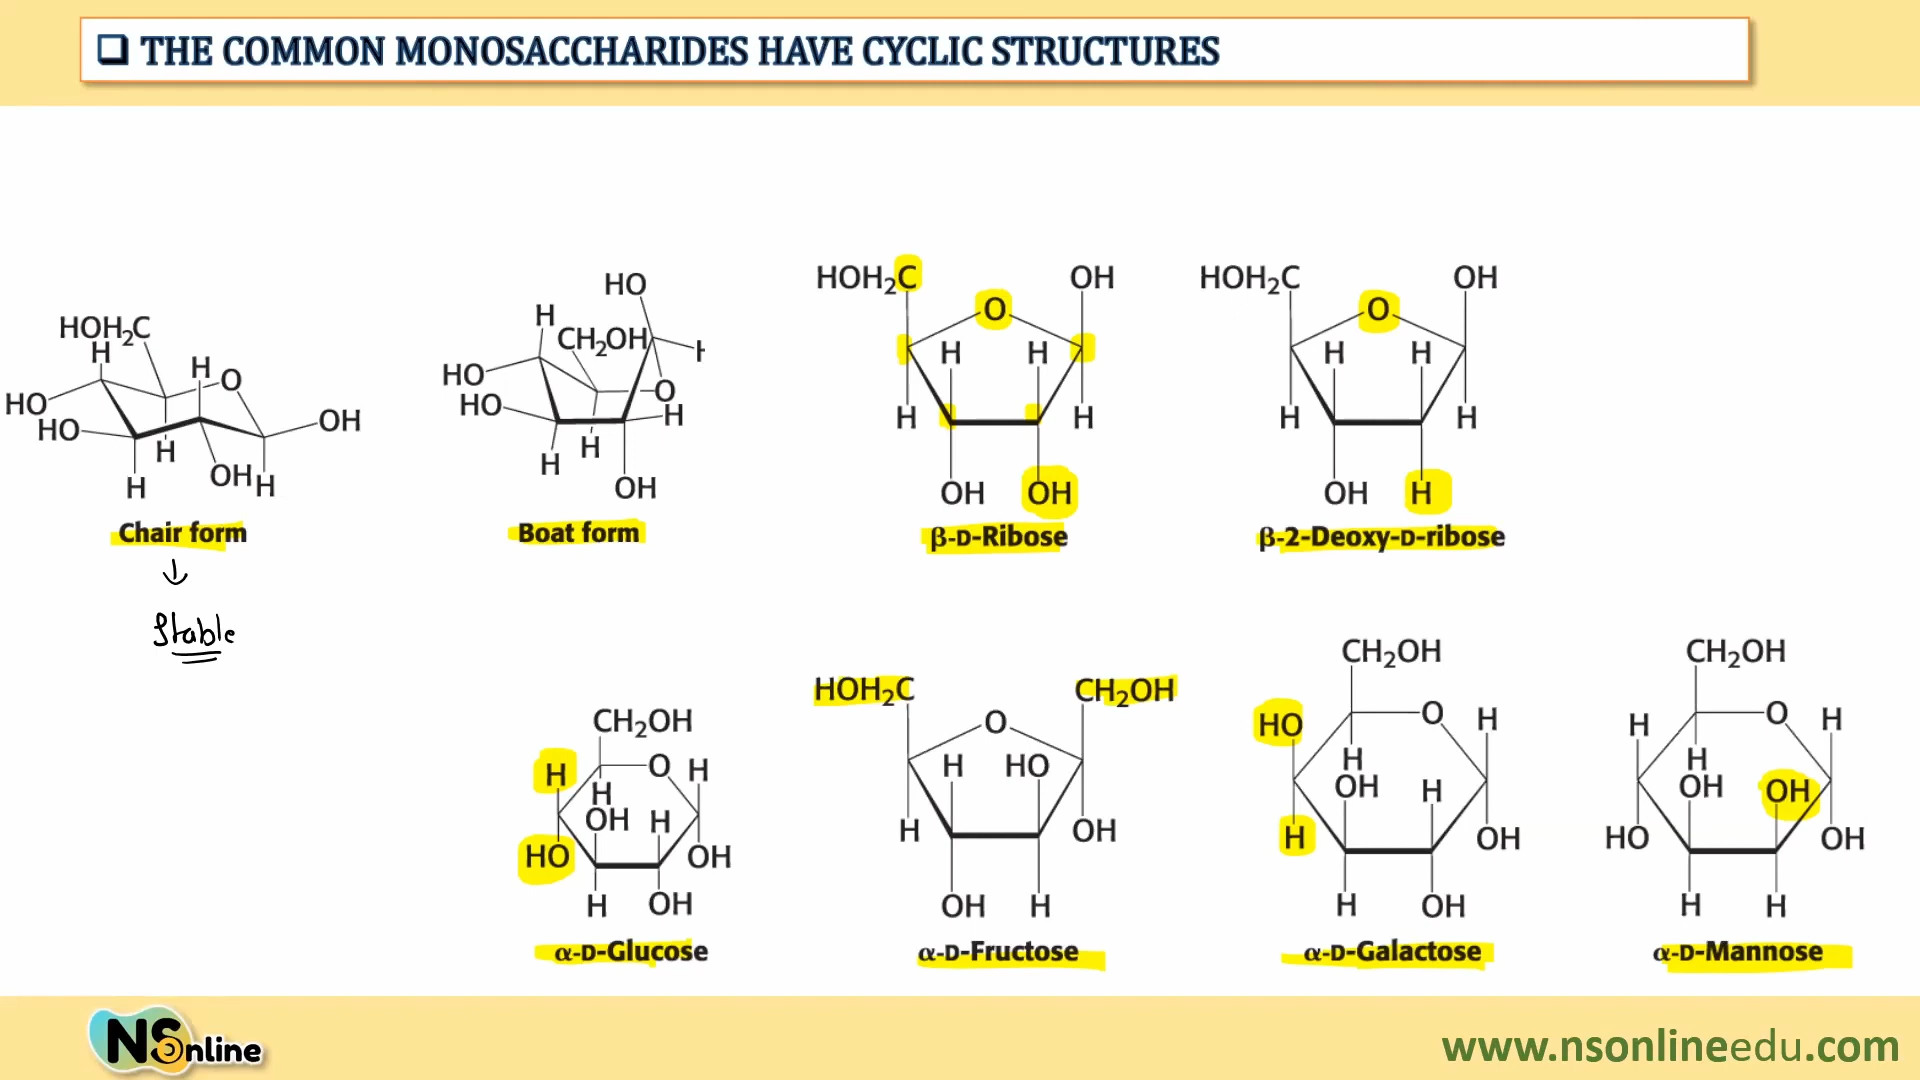 ❑ THE COMMON MONOSACCHARIDES HAVE CYCLIC STRUCTURES
HOH₂C
H
H
O
HO
HO
OH
H
OH
H
H
Chair form
↓
Stable
HO
H
CH₂OH
H
HO
HO
O
H
H
H
OH
Boat form
HOH₂C
OH
O
H
H
H
H
OH
OH
β-D-Ribose
HOH₂C
OH
O
H
H
H
H
OH
H
β-2-Deoxy-D-ribose
CH₂OH
H
O
H
H
OH
H
HO
OH
H
OH
α-D-Glucose
HOH₂C
CH₂OH
O
H
HO
H
OH
OH
H
α-D-Fructose
CH₂OH
HO
O
H
H
OH
H
H
OH
H
OH
α-D-Galactose
CH₂OH
H
O
H
H
OH
OH
HO
OH
H
H
α-D-Mannose
NSOnline
www.nsonlineedu.com